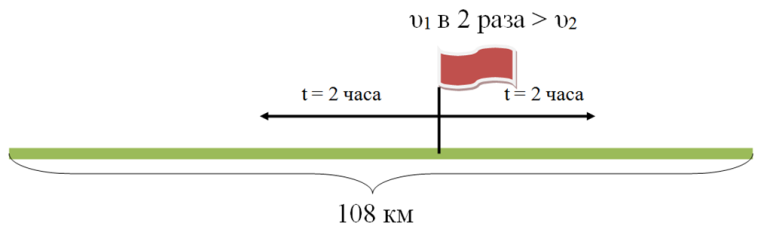 υ1 в 2 раза > υ2
t = 2 часа
t = 2 часа
108 км